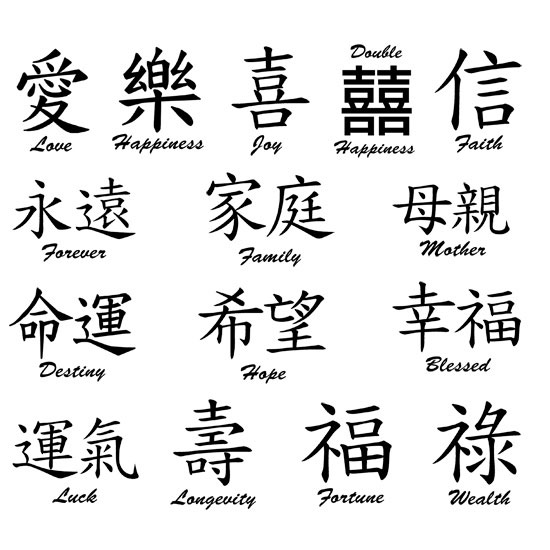 愛 樂 喜 Double 囍 信
Love Happiness Joy Happiness Faith
永遠 家庭 母親
Forever Family Mother
命運 希望 幸福
Destiny Hope Blessed
運氣 壽 福 祿
Luck Longevity Fortune Wealth